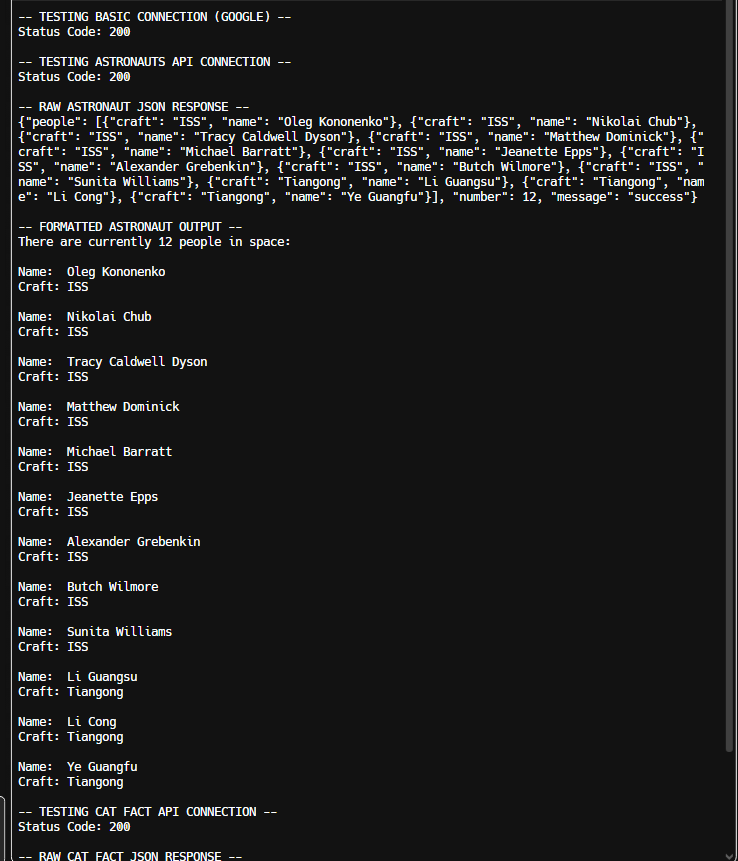 -- TESTING BASIC CONNECTION (GOOGLE) --
Status Code: 200
-- TESTING ASTRONAUTS API CONNECTION --
Status Code: 200
-- RAW ASTRONAUT JSON RESPONSE --
{"people": [{"craft": "ISS", "name": "Oleg Kononenko"}, {"craft": "ISS", "name": "Nikolai Chub"},
{"craft": "ISS", "name": "Tracy Caldwell Dyson"}, {"craft": "ISS", "name": "Matthew Dominick"}, {"
craft": "ISS", "name": "Michael Barratt"}, {"craft": "ISS", "name": "Jeanette Epps"}, {"craft": "I
SS", "name": "Alexander Grebenkin"}, {"craft": "ISS", "name": "Butch Wilmore"}, {"craft": "ISS", "
name": "Sunita Williams"}, {"craft": "Tiangong", "name": "Li Guangsu"}, {"craft": "Tiangong", "nam
e": "Li Cong"}, {"craft": "Tiangong", "name": "Ye Guangfu"}], "number": 12, "message": "success"}
-- FORMATTED ASTRONAUT OUTPUT --
There are currently 12 people in space:
Name:  Oleg Kononenko
Craft: ISS
Name:  Nikolai Chub
Craft: ISS
Name:  Tracy Caldwell Dyson
Craft: ISS
Name:  Matthew Dominick
Craft: ISS
Name:  Michael Barratt
Craft: ISS
Name:  Jeanette Epps
Craft: ISS
Name:  Alexander Grebenkin
Craft: ISS
Name:  Butch Wilmore
Craft: ISS
Name:  Sunita Williams
Craft: ISS
Name:  Li Guangsu
Craft: Tiangong
Name:  Li Cong
Craft: Tiangong
Name:  Ye Guangfu
Craft: Tiangong
-- TESTING CAT FACT API CONNECTION --
Status Code: 200
-- RAW CAT FACT JSON RESPONSE --